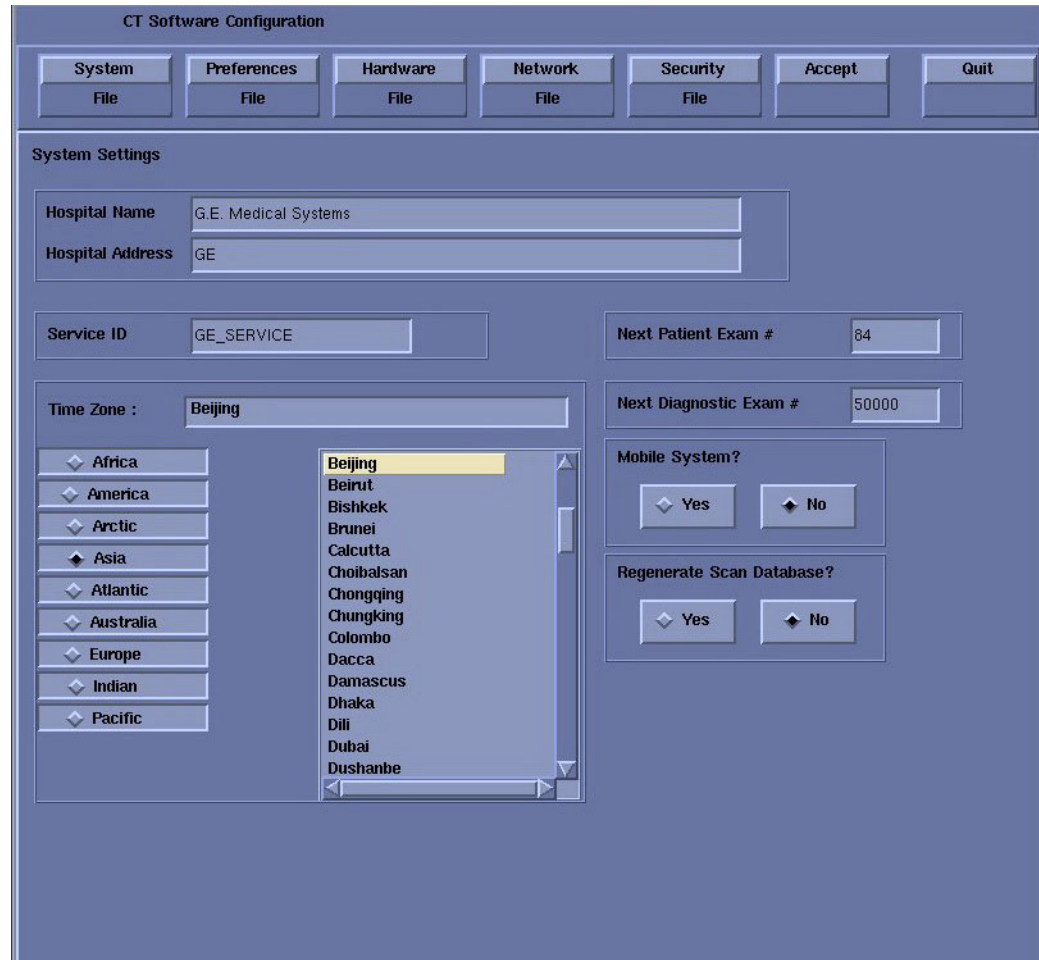 CT Software Configuration
System Preferences Hardware Network Security Accept Quit
File File File File File
System Settings
Hospital Name G.E. Medical Systems
Hospital Address GE
Service ID GE_SERVICE Next Patient Exam # 84
Time Zone : Beijing Next Diagnostic Exam # 50000
Africa
America
Arctic
Asia
Atlantic
Australia
Europe
Indian
Pacific
Beijing
Beirut
Bishkek
Brunei
Calcutta
Choibalsan
Chongqing
Chungking
Colombo
Dacca
Damascus
Dhaka
Dili
Dubai
Dushanbe
Mobile System?
Yes No
Regenerate Scan Database?
Yes No